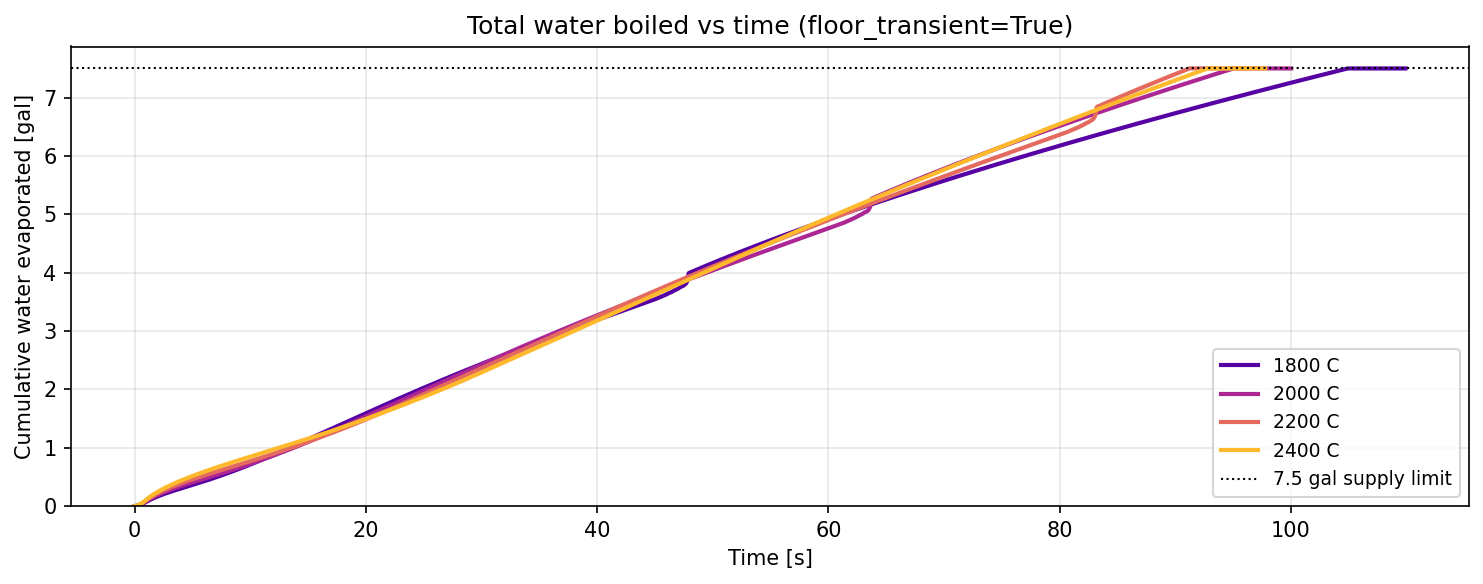 Total water boiled vs time (floor_transient=True)
Cumulative water evaporated [gal]
7
6
5
4
3
2
1
0
0 20 40 60 80 100
Time [s]
1800 C
2000 C
2200 C
2400 C
7.5 gal supply limit